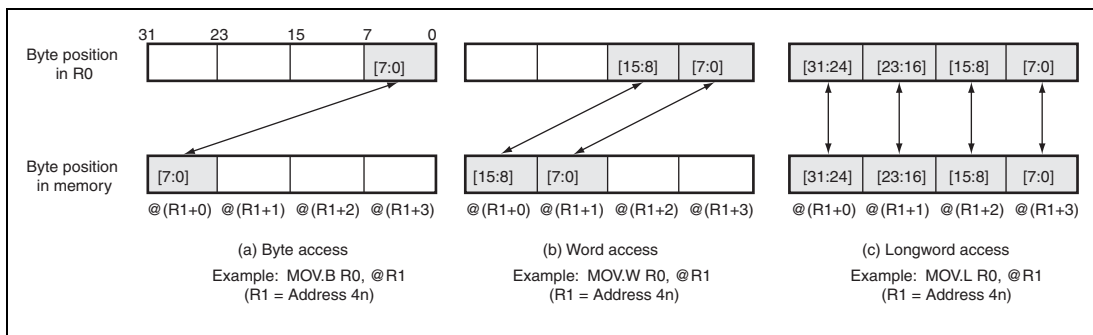 31 23 15 7 0
Byte position
in R0
[7:0]
[15:8] [7:0]
[31:24] [23:16] [15:8] [7:0]
Byte position
in memory
[7:0]
[15:8] [7:0]
[31:24] [23:16] [15:8] [7:0]
@(R1+0) @(R1+1) @(R1+2) @(R1+3)
@(R1+0) @(R1+1) @(R1+2) @(R1+3)
@(R1+0) @(R1+1) @(R1+2) @(R1+3)
(a) Byte access
Example: MOV.B R0, @R1
(R1 = Address 4n)
(b) Word access
Example: MOV.W R0, @R1
(R1 = Address 4n)
(c) Longword access
Example: MOV.L R0, @R1
(R1 = Address 4n)